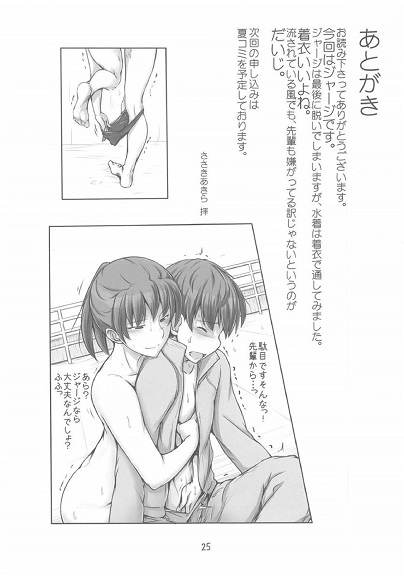 あとがき
お読み下さってありがとうございます。
今回はジャージです。
ジャージは最後に脱いでしまいますが、水着は着衣で通してみました。
着衣いいよね。
流されている風でも、先輩も嫌がってる訳じゃないというのが
だいじ。
次回の申し込みは
夏コミを予定しております。
ささきあきら 拝
駄目ですそんなっ!
先輩から…っ
あら?
ジャージなら
大丈夫なんでしょ?
ふふっ
25